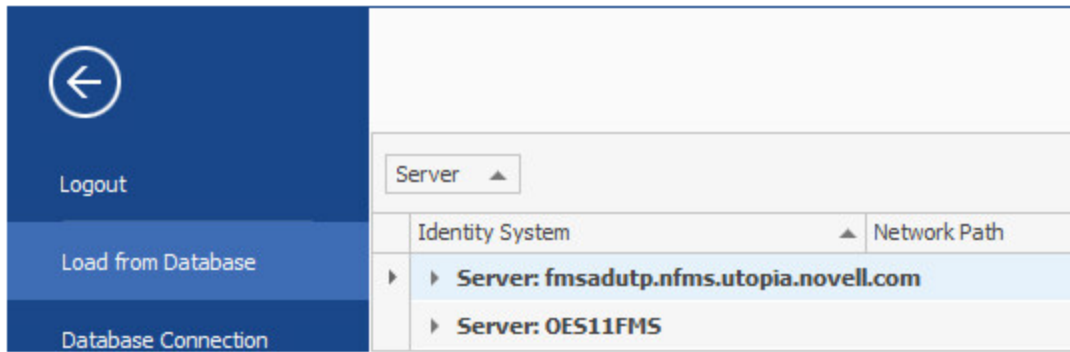 Logout
Load from Database
Database Connection
Server
Identity System Network Path
Server: fmsadutp.nfms.utopia.novell.com
Server: OES11FMS